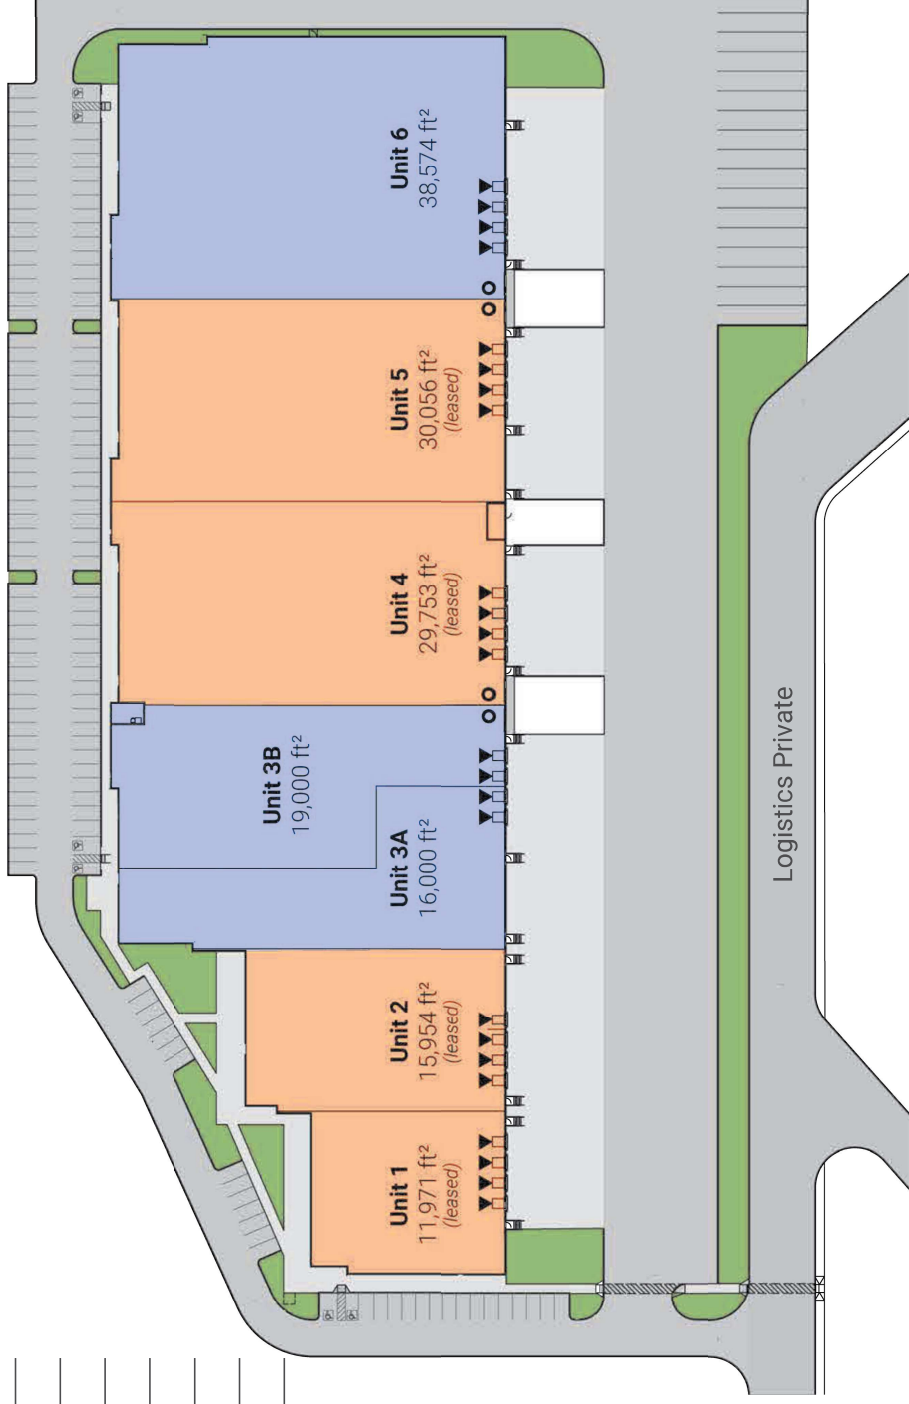 Unit 6
38,574 ft²
Unit 5
30,056 ft²
(leased)
Unit 4
29,753 ft²
(leased)
Unit 3B
19,000 ft²
Unit 3A
16,000 ft²
Unit 2
15,954 ft²
(leased)
Unit 1
11,971 ft²
(leased)
Logistics Private